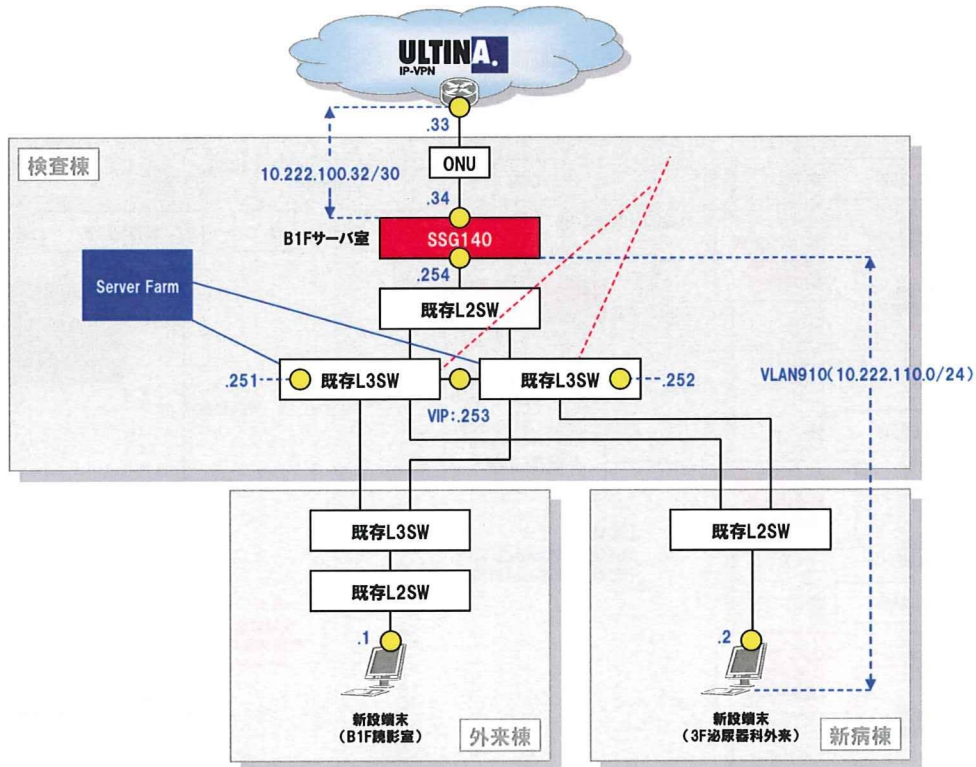 ULTINA.
IP-VPN
.33
検査棟
ONU
10.222.100.32/30
.34
B1Fサーバ室
SSG140
.254
Server Farm
既存L2SW
.251
既存L3SW
既存L3SW
.252
VLAN910(10.222.110.0/24)
VIP:.253
既存L3SW
既存L2SW
既存L2SW
.1
.2
新設端末
(B1F読影室)
外来棟
新設端末
(3F泌尿器科外来)
新病棟